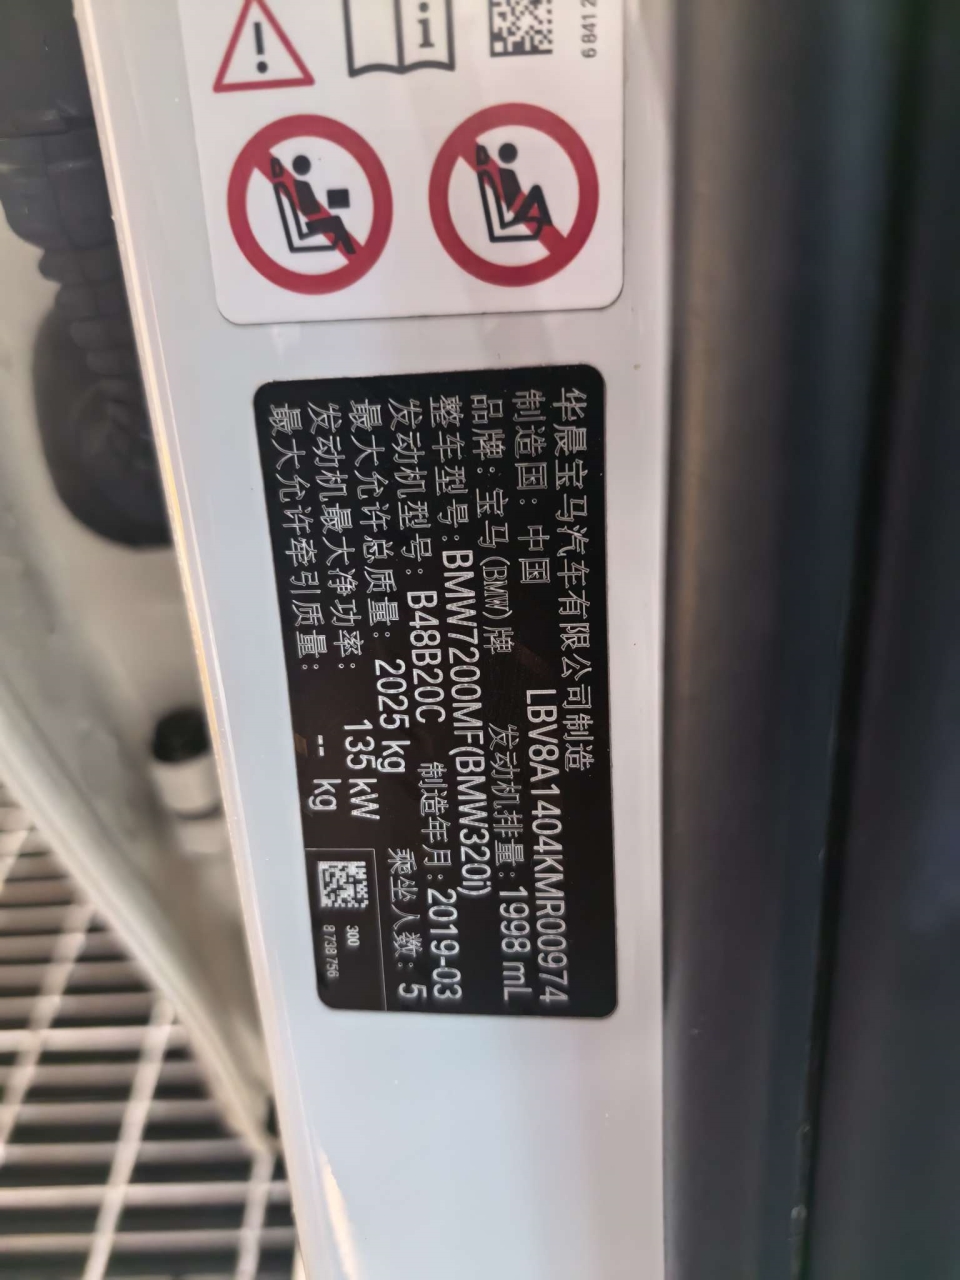 6 841 2
华晨宝马汽车有限公司制造
制造国：中国 LBV8A1404KMR00974
品牌：宝马(BMW)牌 发动机排量：1998 mL
整车型号：BMW7200MF(BMW320i)
发动机型号：B48B20C 制造年月：2019-03
最大允许总质量：2025 kg 乘坐人数：5
发动机最大净功率：135 kW
最大允许牵引质量：-- kg
300
8 738 756